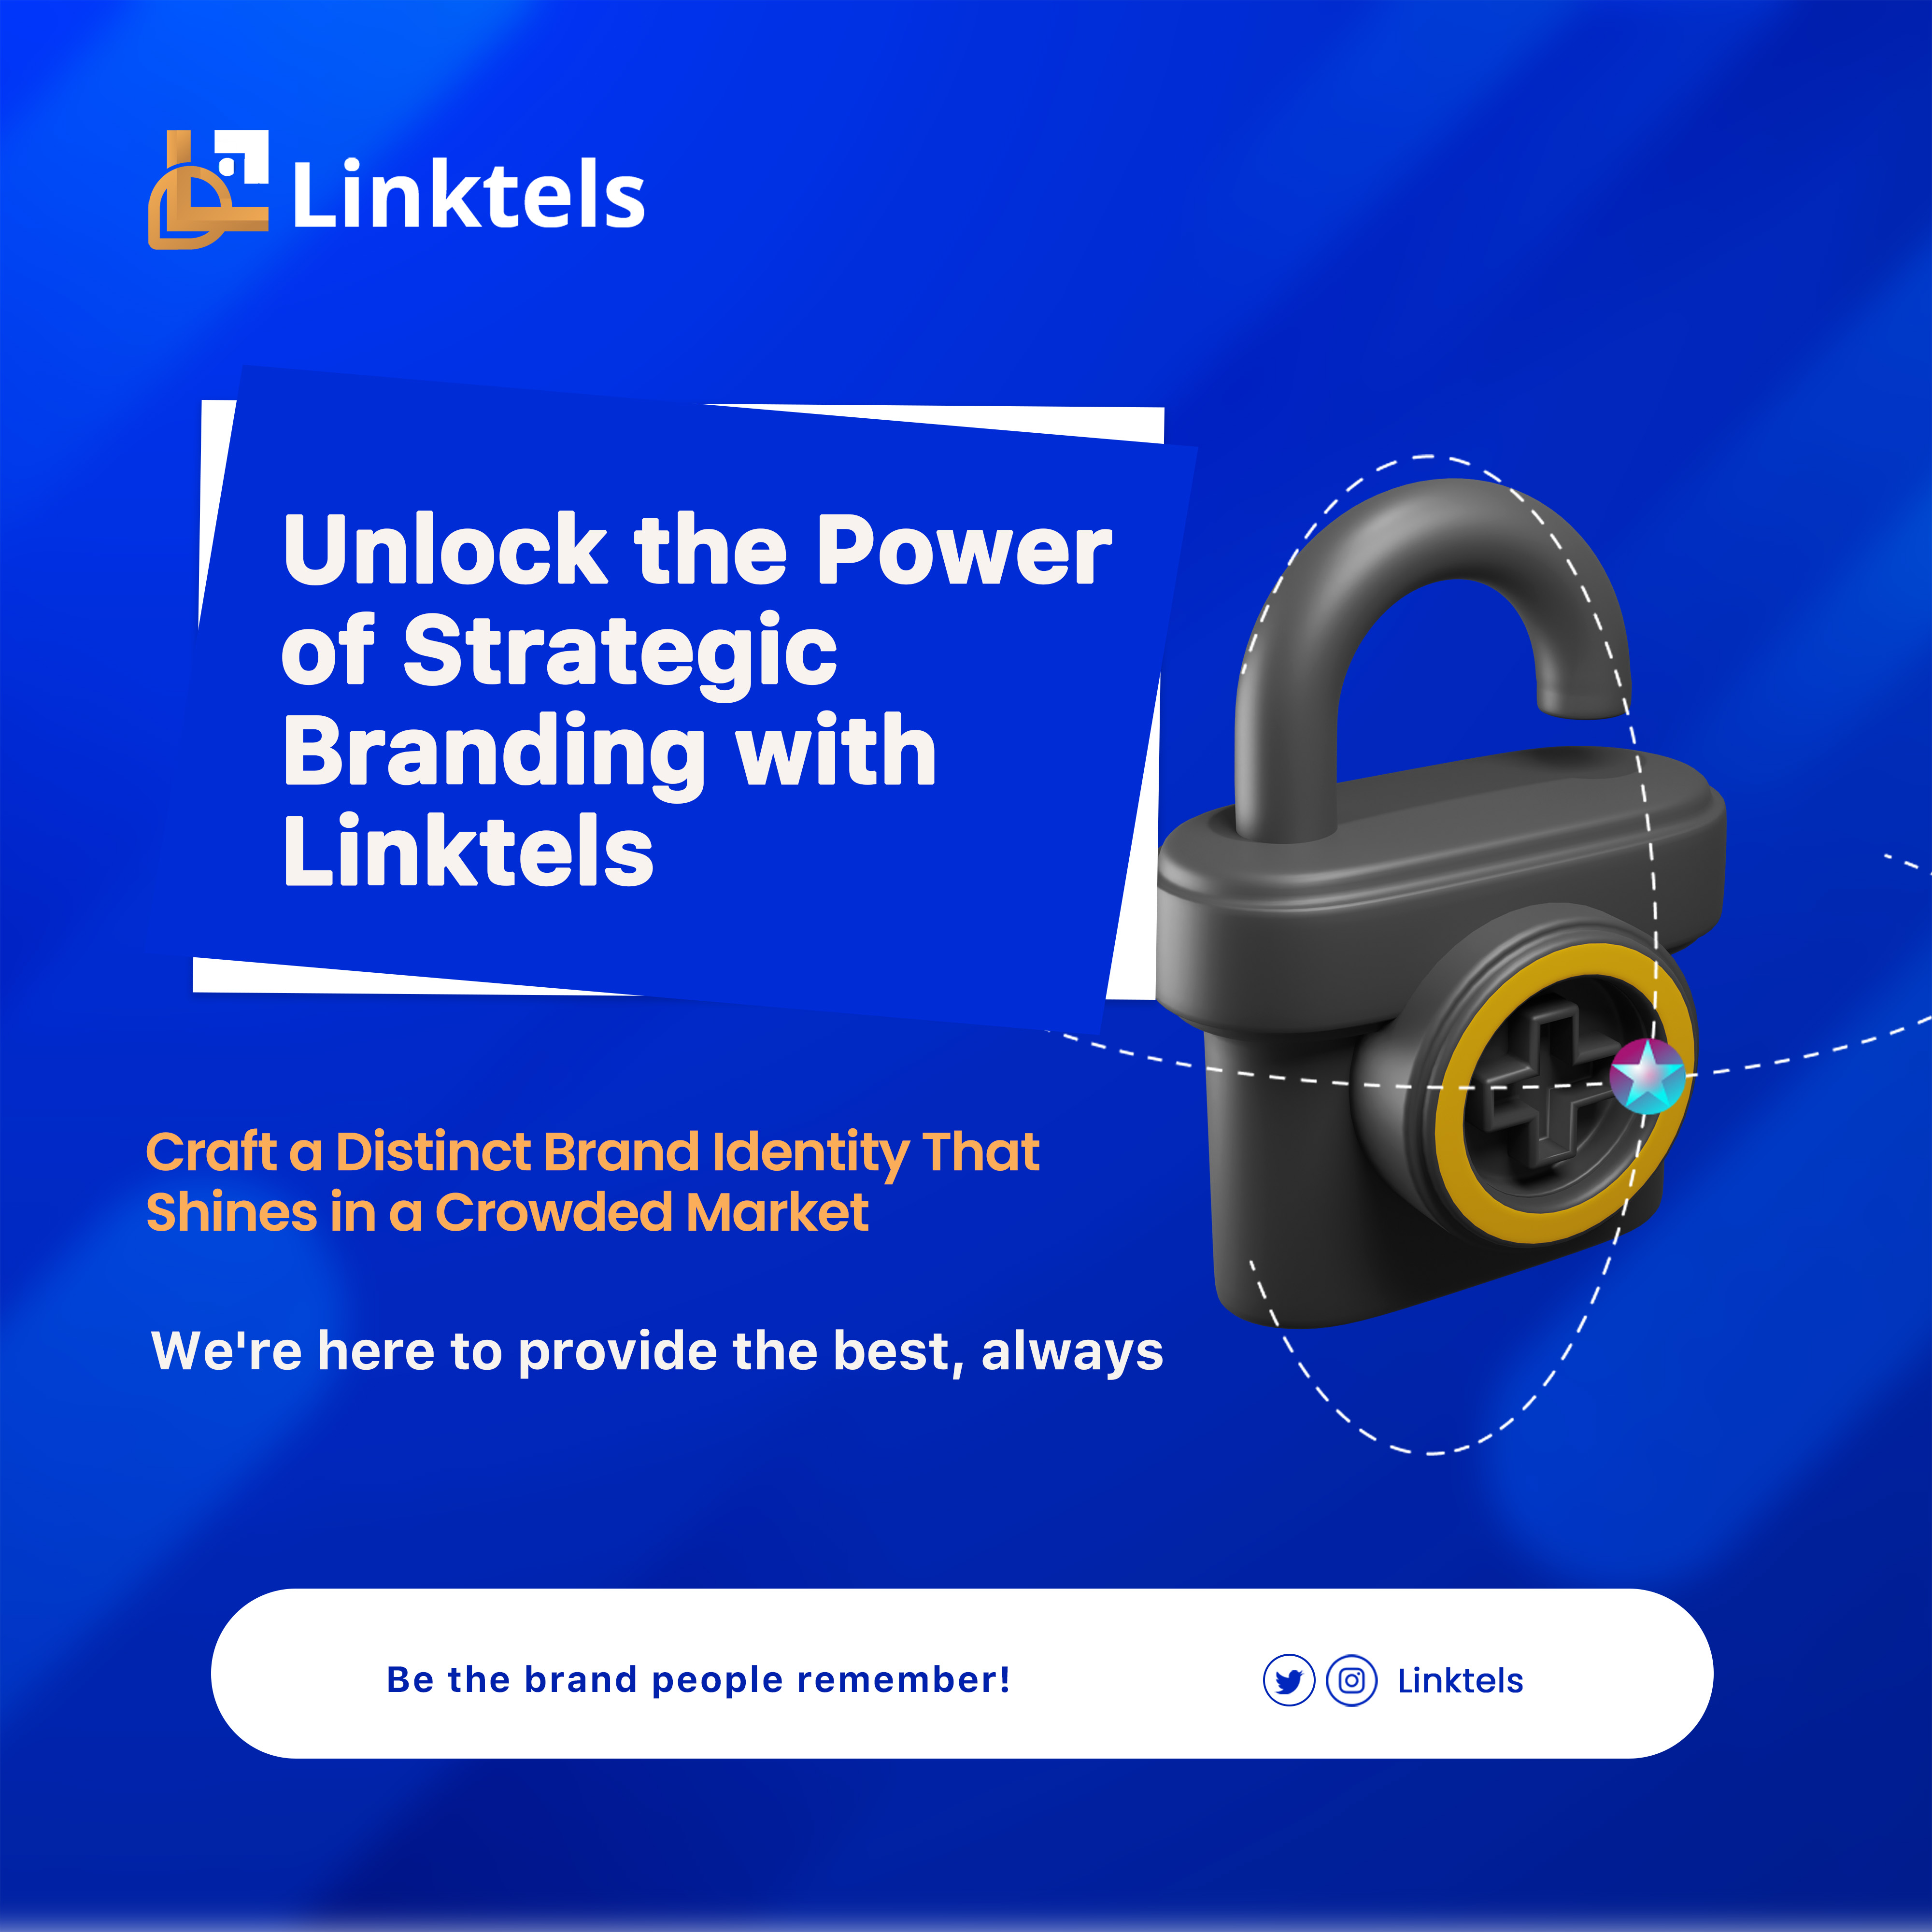 Linktels
Unlock the Power
of Strategic
Branding with
Linktels
Craft a Distinct Brand Identity That
Shines in a Crowded Market
We're here to provide the best, always
Be the brand people remember!
Linktels